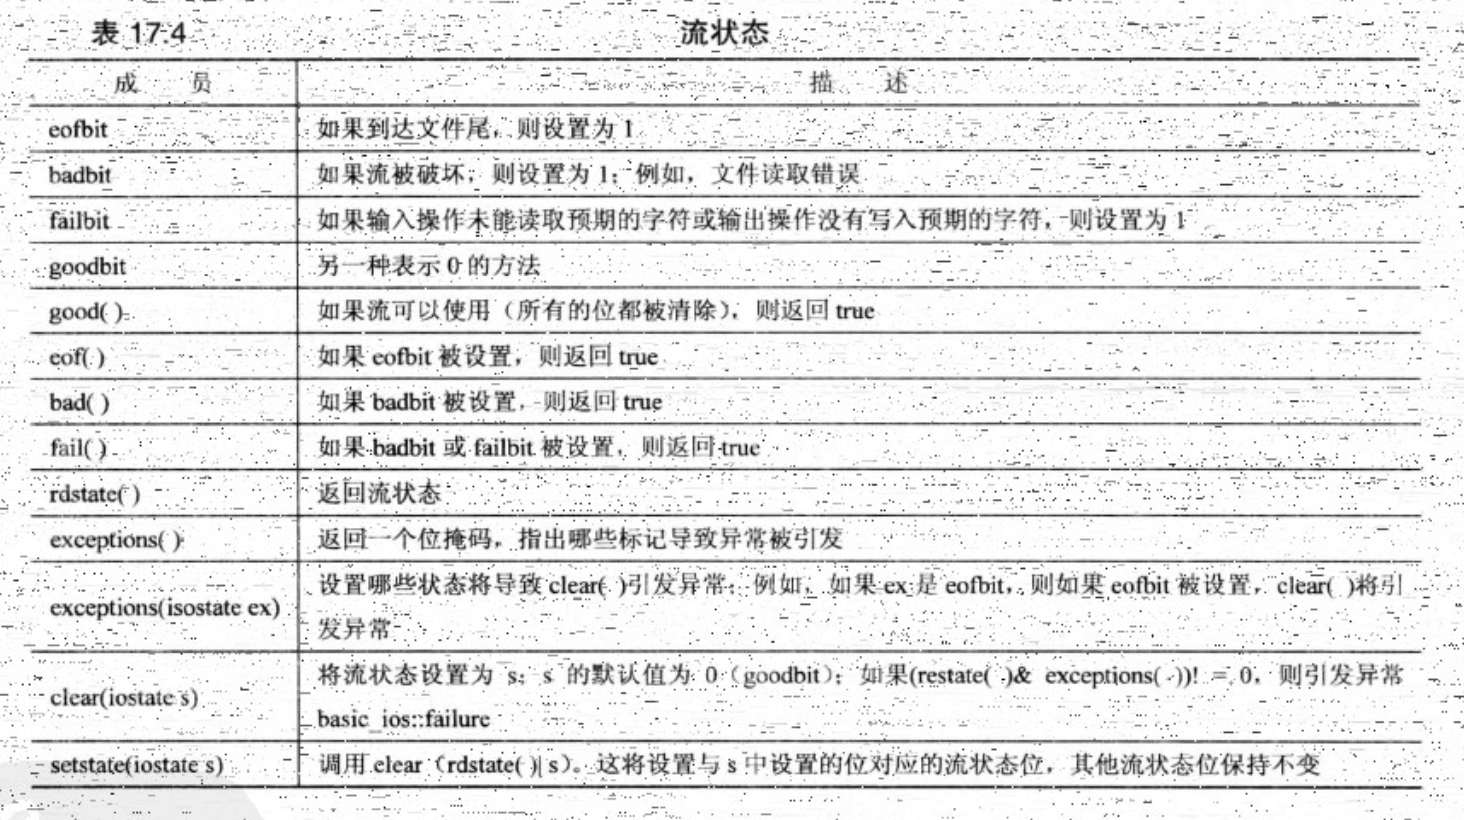 表 17.4 流状态
成 员 描 述
eofbit 如果到达文件尾，则设置为 1
badbit 如果流被破坏，则设置为 1；例如，文件读取错误
failbit 如果输入操作未能读取预期的字符或输出操作没有写入预期的字符，则设置为 1
goodbit 另一种表示 0 的方法
good( ) 如果流可以使用（所有的位都被清除），则返回 true
eof( ) 如果 eofbit 被设置，则返回 true
bad( ) 如果 badbit 被设置，则返回 true
fail( ) 如果 badbit 或 failbit 被设置，则返回 true
rdstate( ) 返回流状态
exceptions( ) 返回一个位掩码，指出哪些标记导致异常被引发
exceptions(isostate ex) 设置哪些状态将导致 clear( )引发异常；例如，如果 ex 是 eofbit，则如果 eofbit 被设置，clear( )将引
发异常
clear(iostate s) 将流状态设置为 s；s 的默认值为 0（goodbit）；如果(restate( )& exceptions( ))! = 0，则引发异常
basic_ios::failure
setstate(iostate s) 调用 clear（rdstate( )| s）。这将设置与 s 中设置的位对应的流状态位，其他流状态位保持不变